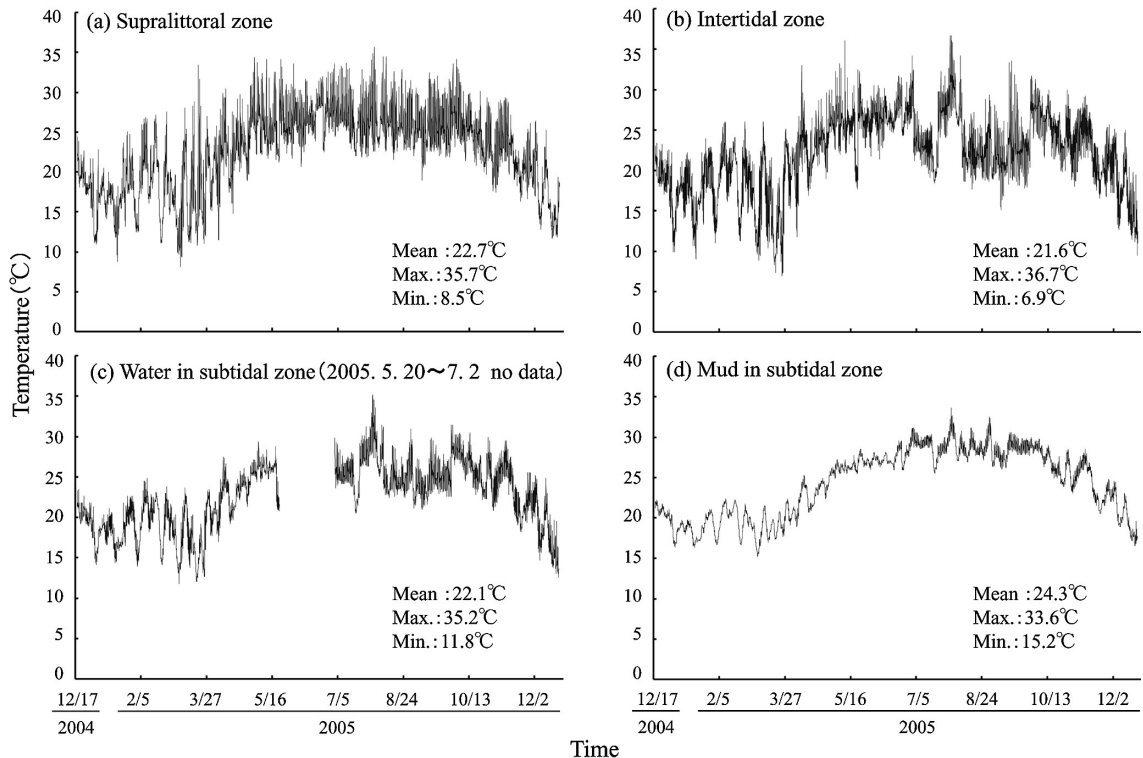 Temperature(℃)
(a) Supralittoral zone
40
35
30
25
20
15
10
5
0
Mean :22.7℃
Max.:35.7℃
Min.:8.5℃
(b) Intertidal zone
40
35
30
25
20
15
10
5
0
Mean :21.6℃
Max.:36.7℃
Min.:6.9℃
(c) Water in subtidal zone(2005. 5. 20〜7. 2 no data)
40
35
30
25
20
15
10
5
0
Mean :22.1℃
Max.:35.2℃
Min.:11.8℃
12/17 2/5 3/27 5/16 7/5 8/24 10/13 12/2
2004 2005
(d) Mud in subtidal zone
40
35
30
25
20
15
10
5
0
Mean :24.3℃
Max.:33.6℃
Min.:15.2℃
12/17 2/5 3/27 5/16 7/5 8/24 10/13 12/2
2004 2005
Time